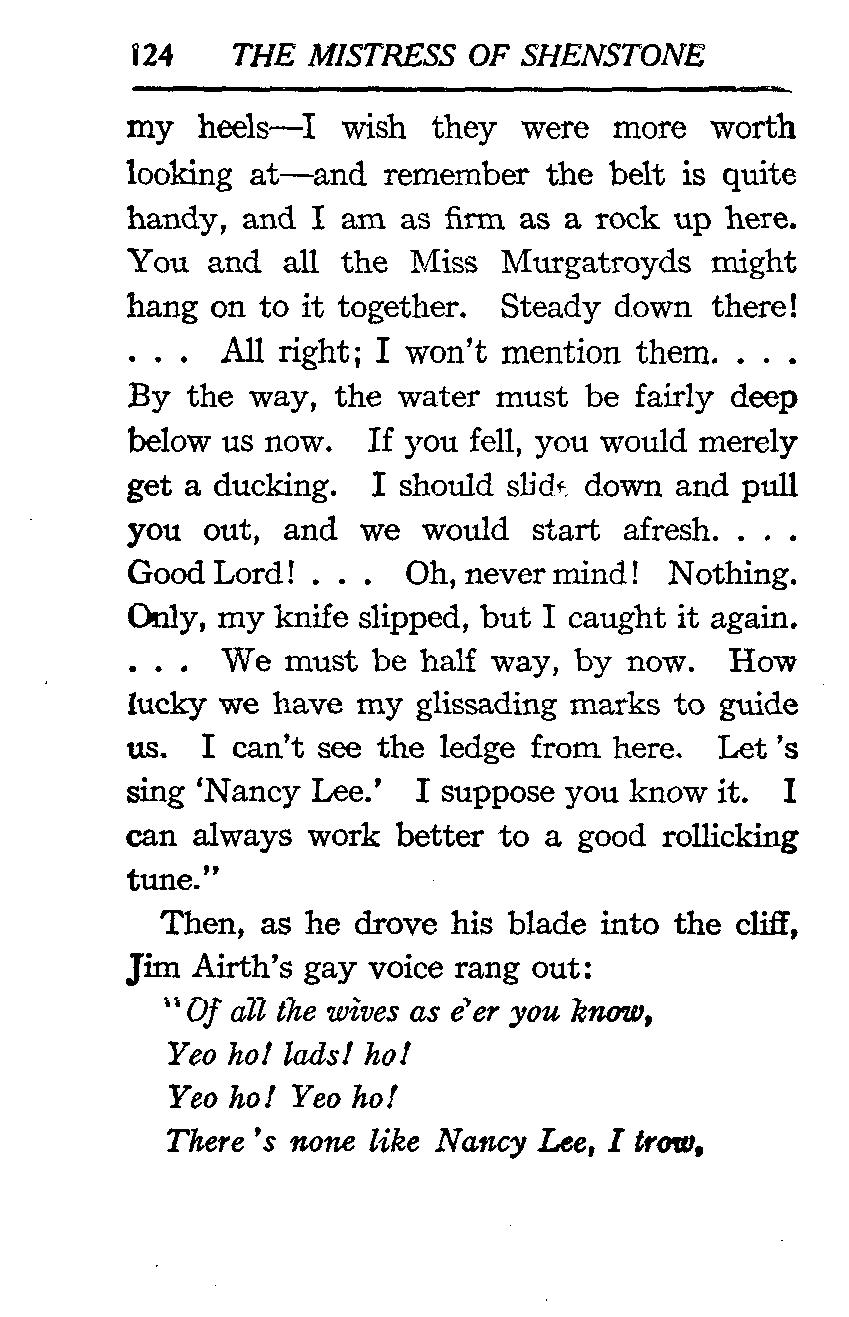 124 THE MISTRESS OF SHENSTONE
my heels—I wish they were more worth
looking at—and remember the belt is quite
handy, and I am as firm as a rock up here.
You and all the Miss Murgatroyds might
hang on to it together. Steady down there!
. . . All right; I won't mention them. . . .
By the way, the water must be fairly deep
below us now. If you fell, you would merely
get a ducking. I should slide down and pull
you out, and we would start afresh. . . .
Good Lord! . . . Oh, never mind! Nothing.
Only, my knife slipped, but I caught it again.
. . . We must be half way, by now. How
lucky we have my glissading marks to guide
us. I can't see the ledge from here. Let 's
sing 'Nancy Lee.' I suppose you know it. I
can always work better to a good rollicking
tune."
Then, as he drove his blade into the cliff,
Jim Airth's gay voice rang out:
"Of all the wives as e'er you know,
Yeo ho! lads! ho!
Yeo ho! Yeo ho!
There 's none like Nancy Lee, I trow,